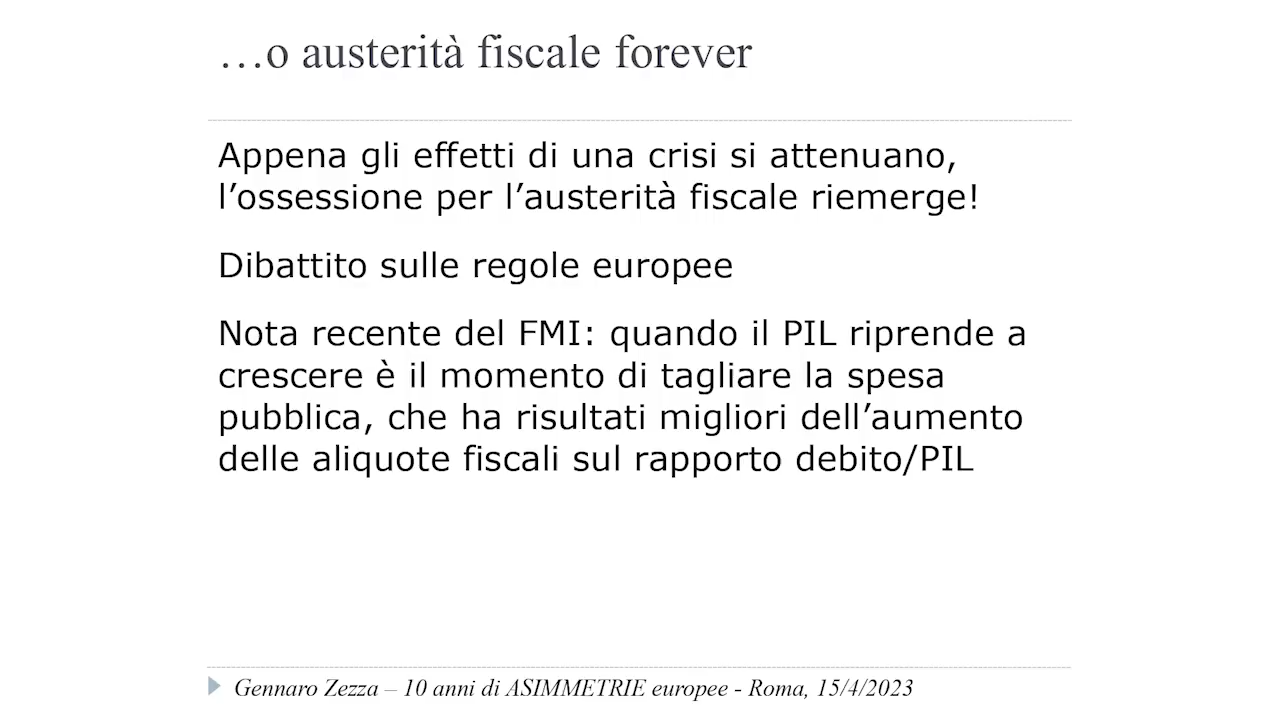 …o austerità fiscale forever
Appena gli effetti di una crisi si attenuano,
l’ossessione per l’austerità fiscale riemerge!
Dibattito sulle regole europee
Nota recente del FMI: quando il PIL riprende a
crescere è il momento di tagliare la spesa
pubblica, che ha risultati migliori dell’aumento
delle aliquote fiscali sul rapporto debito/PIL
Gennaro Zezza – 10 anni di ASIMMETRIE europee - Roma, 15/4/2023